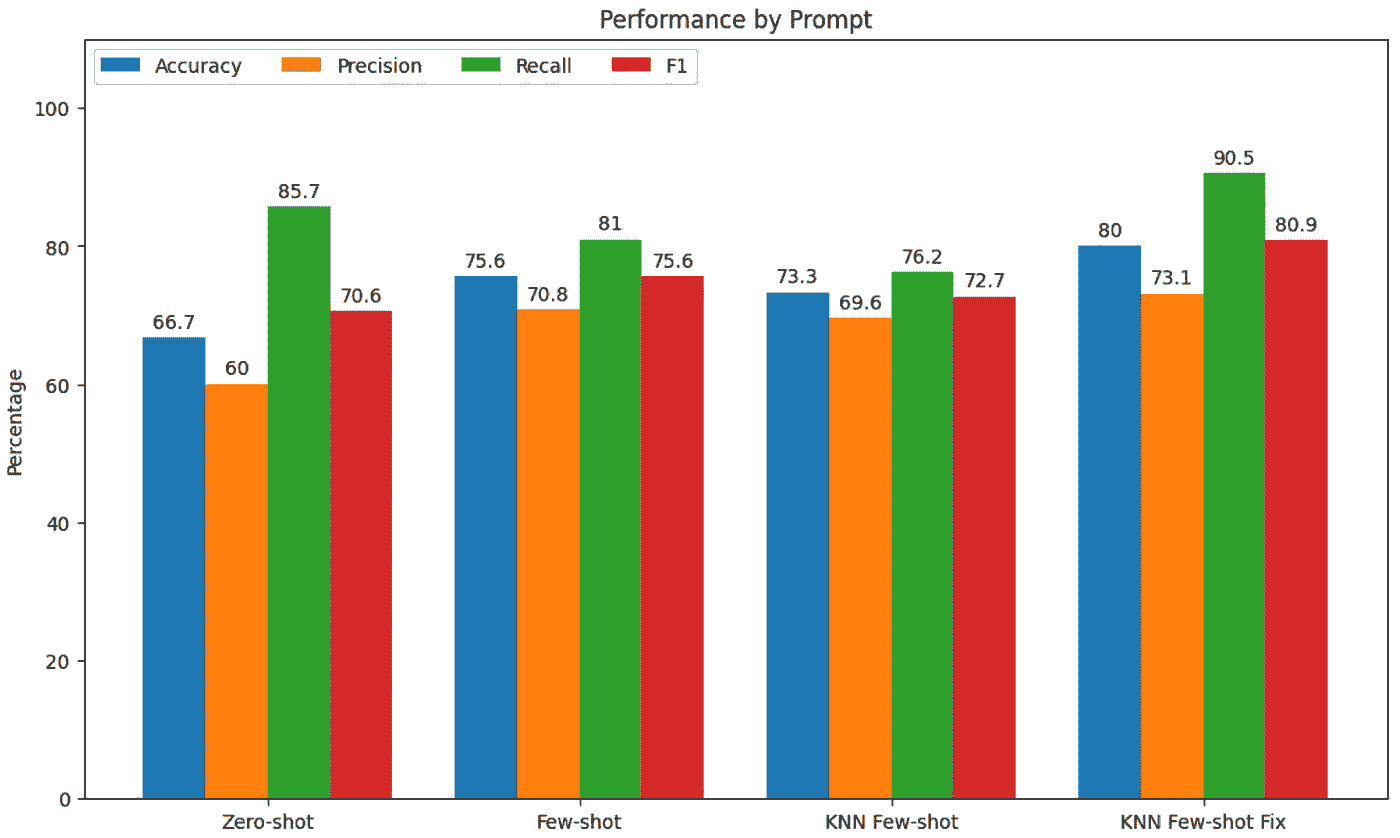 Performance by Prompt
Accuracy Precision Recall F1
Percentage
100
80
60
40
20
0
66.7 60 85.7 70.6
75.6 70.8 81 75.6
73.3 69.6 76.2 72.7
80 73.1 90.5 80.9
Zero-shot Few-shot KNN Few-shot KNN Few-shot Fix